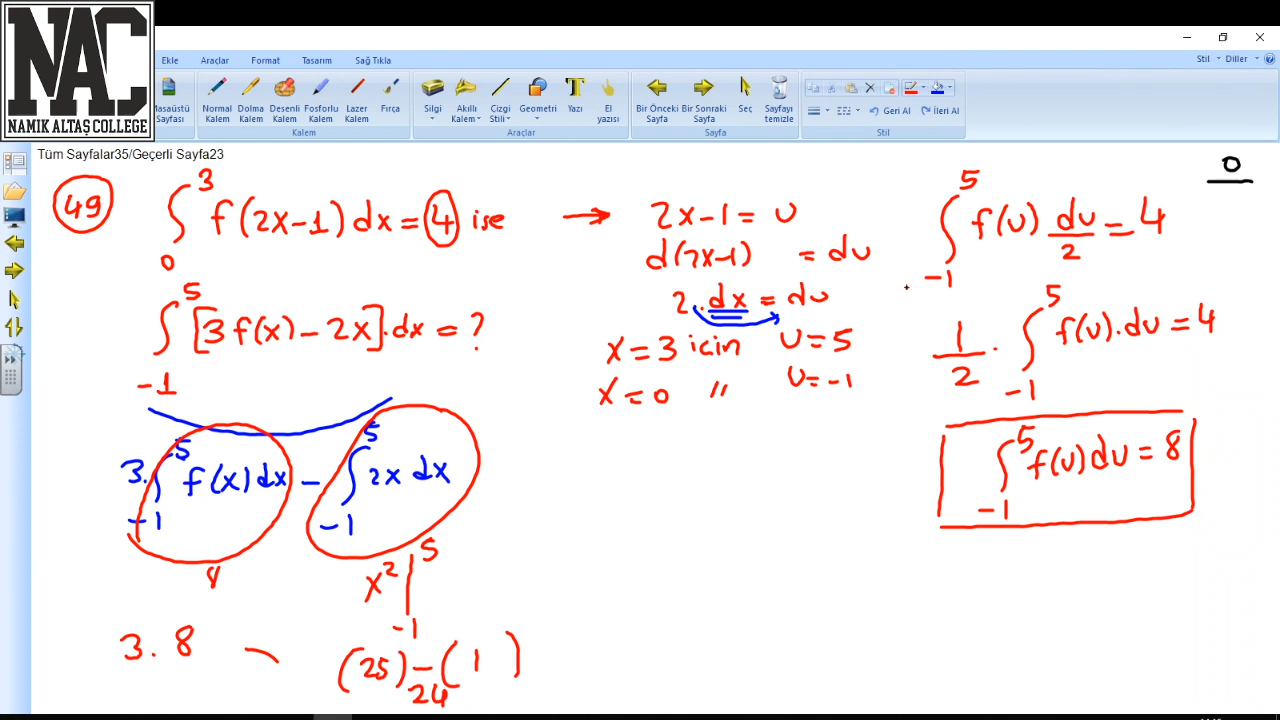 NAC
NAMIK ALTAŞ COLLEGE
Ekle Araçlar Format Tasarım Sağ Tıkla
Stil Diller
Masaüstü Sayfası
Normal Kalem
Dolma Kalem
Desenli Kalem
Fosforlu Kalem
Lazer Kalem
Fırça
Kalem
Silgi
Akıllı Kalem
Çizgi Stili
Geometri
Yazı
El yazısı
Araçlar
Bir Önceki Sayfa
Bir Sonraki Sayfa
Seç
Sayfayı temizle
Sayfa
Geri Al
İleri Al
Stil
Tüm Sayfalar35/Geçerli Sayfa23
0
49
∫₀³ f(2x-1) dx = 4 ise
∫₋₁⁵ [3f(x) - 2x]·dx = ?
3·∫₋₁⁵ f(x) dx - ∫₋₁⁵ 2x dx
8
x² |₋₁⁵
3·8 - (25) - (1)
24
→ 2x-1 = u
d(2x-1) = du
2·dx = du
x = 3 icin u = 5
x = 0 " u = -1
∫₋₁⁵ f(u) du/2 = 4
1/2 · ∫₋₁⁵ f(u)·du = 4
∫₋₁⁵ f(u) du = 8